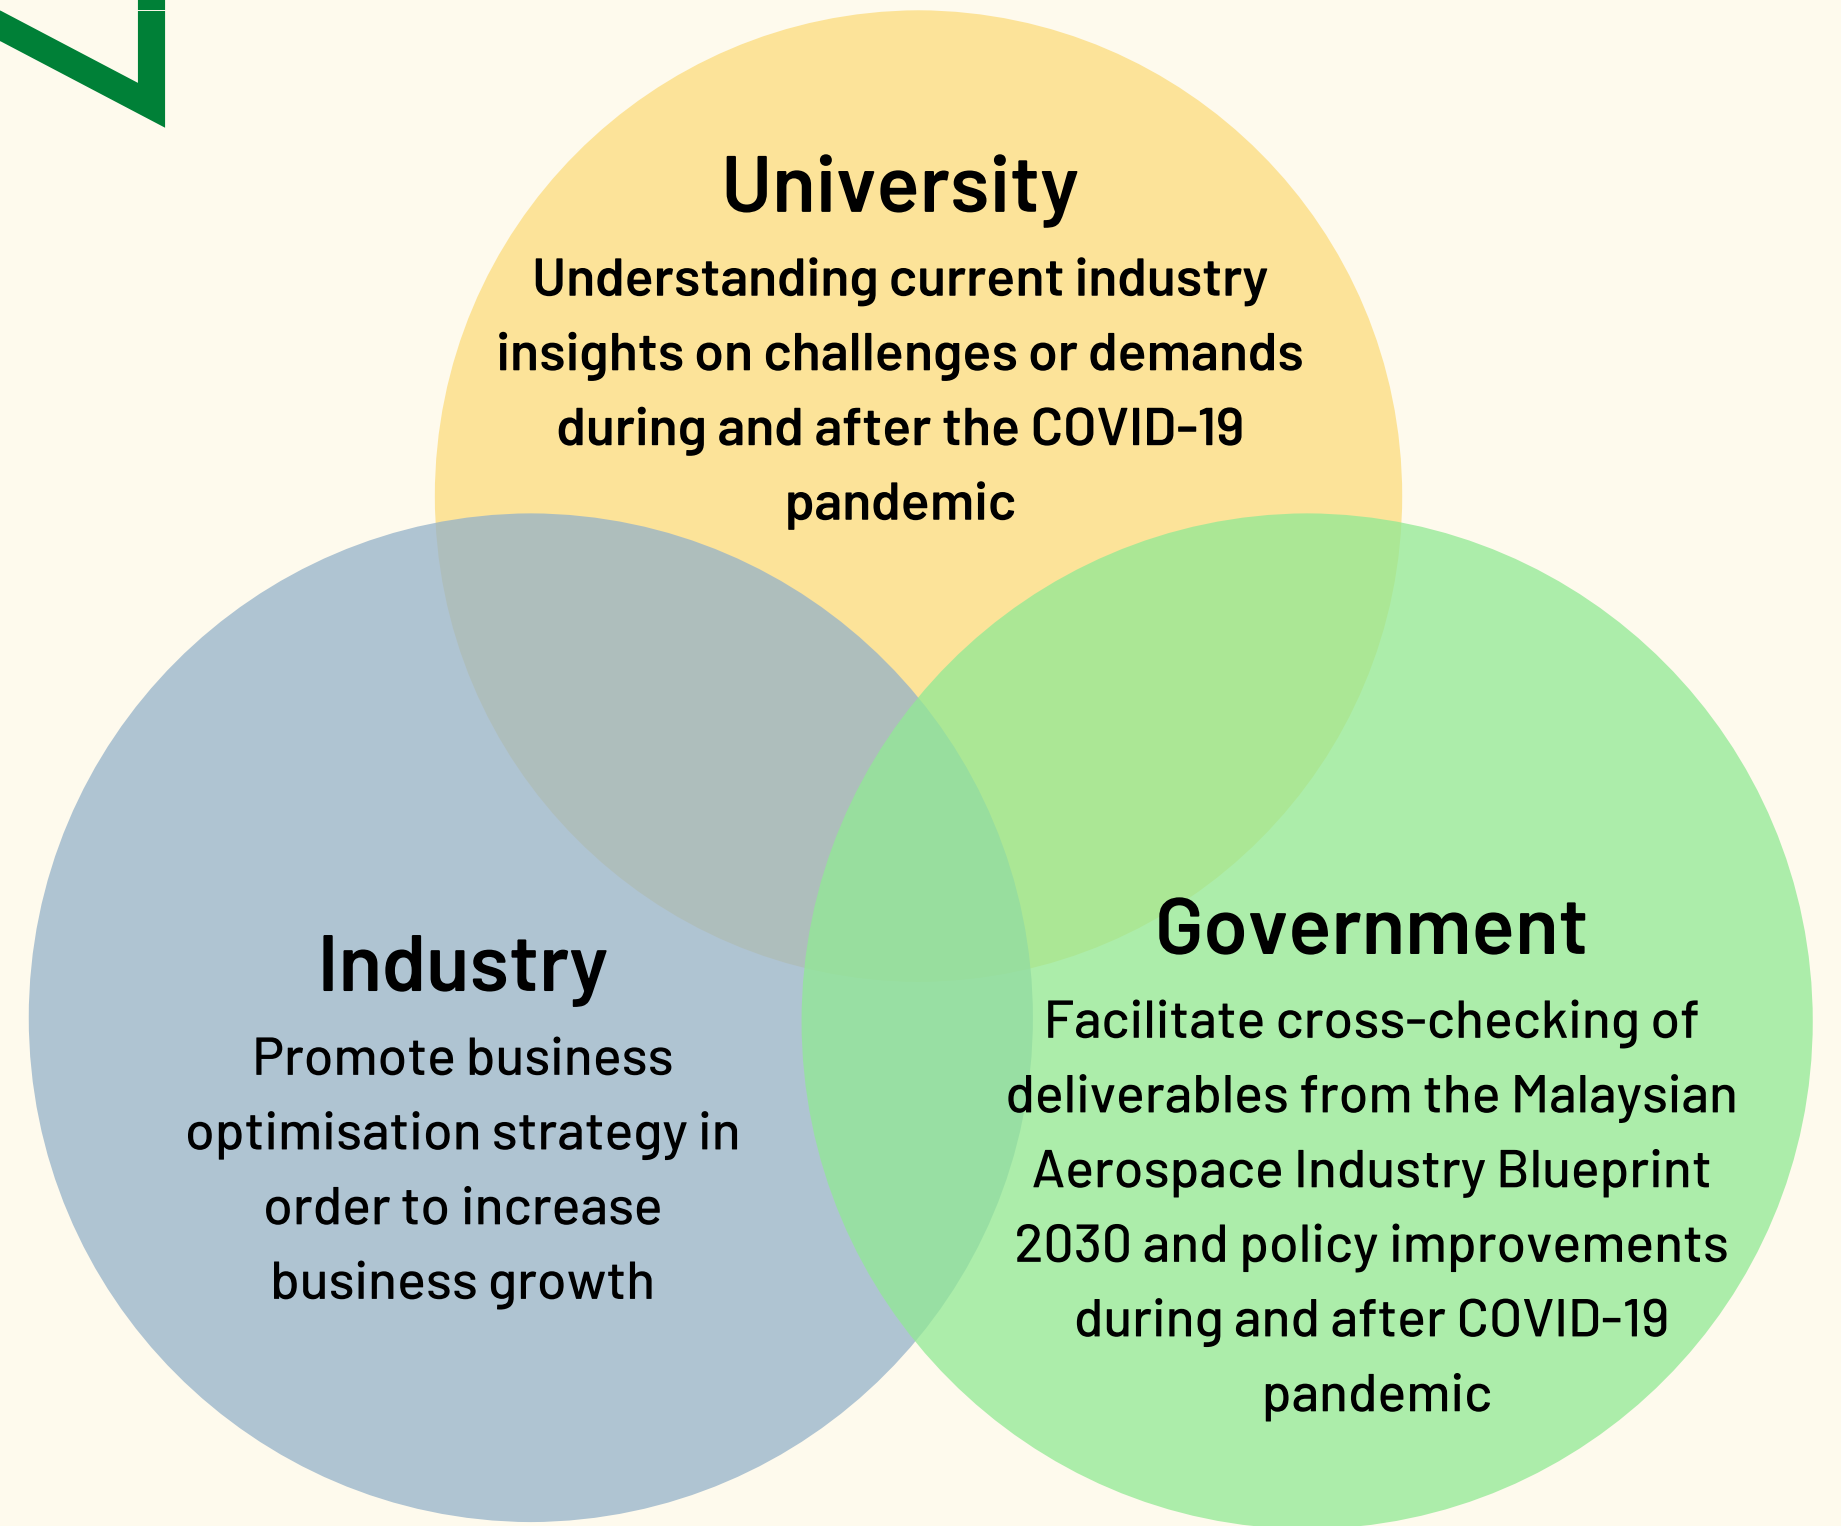 University
Understanding current industry
insights on challenges or demands
during and after the COVID-19
pandemic
Industry
Promote business
optimisation strategy in
order to increase
business growth
Government
Facilitate cross-checking of
deliverables from the Malaysian
Aerospace Industry Blueprint
2030 and policy improvements
during and after COVID-19
pandemic